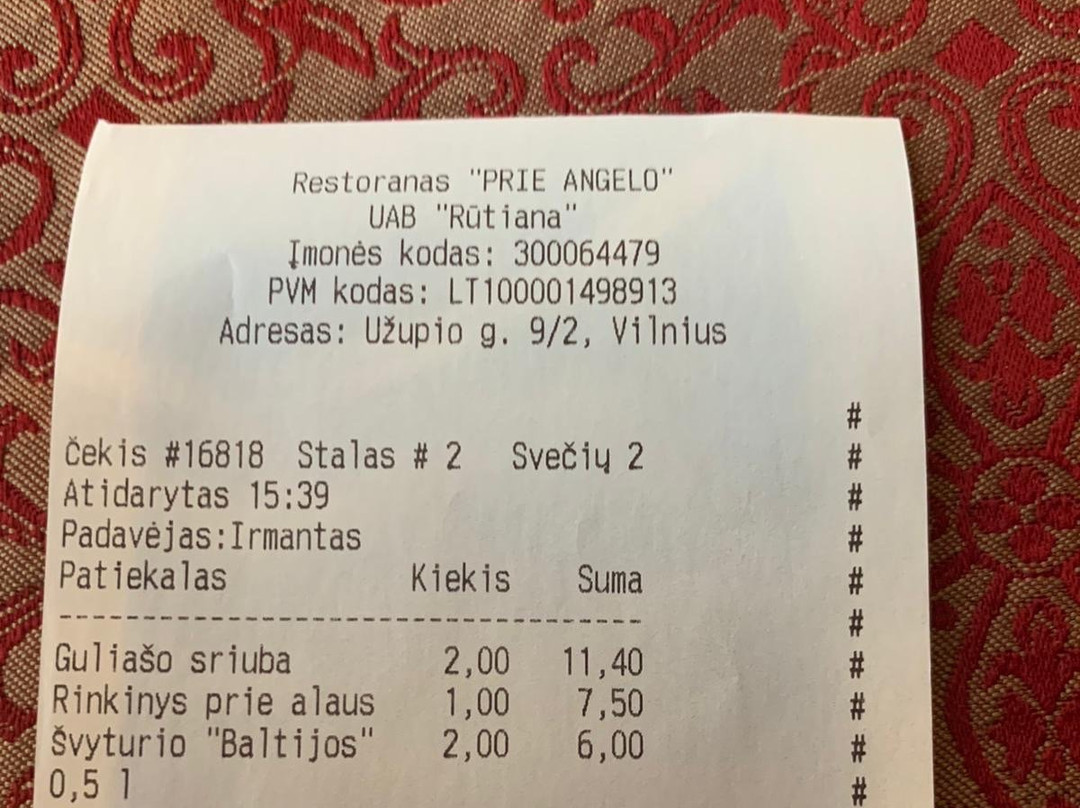 Restoranas "PRIE ANGELO"
UAB "Rūtiana"
Įmonės kodas: 300064479
PVM kodas: LT100001498913
Adresas: Užupio g. 9/2, Vilnius
#
Čekis #16818 Stalas # 2 Svečių 2 #
Atidarytas 15:39 #
Padavėjas:Irmantas #
Patiekalas Kiekis Suma #
---------------------------------- #
Guliašo sriuba 2,00 11,40 #
Rinkinys prie alaus 1,00 7,50 #
Švyturio "Baltijos" 2,00 6,00 #
0,5 l #